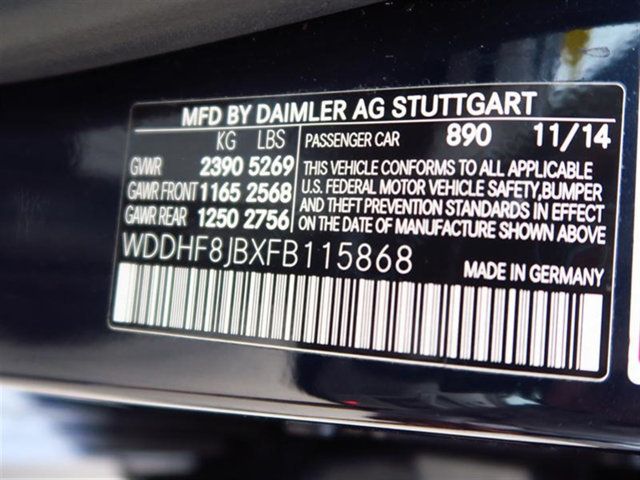 MFD BY DAIMLER AG STUTTGART
KG LBS PASSENGER CAR 890 11/14
GVWR 2390 5269
GAWR FRONT 1165 2568
GAWR REAR 1250 2756
THIS VEHICLE CONFORMS TO ALL APPLICABLE
U.S. FEDERAL MOTOR VEHICLE SAFETY, BUMPER
AND THEFT PREVENTION STANDARDS IN EFFECT
ON THE DATE OF MANUFACTURE SHOWN ABOVE
WDDHF8JBXFB115868 MADE IN GERMANY